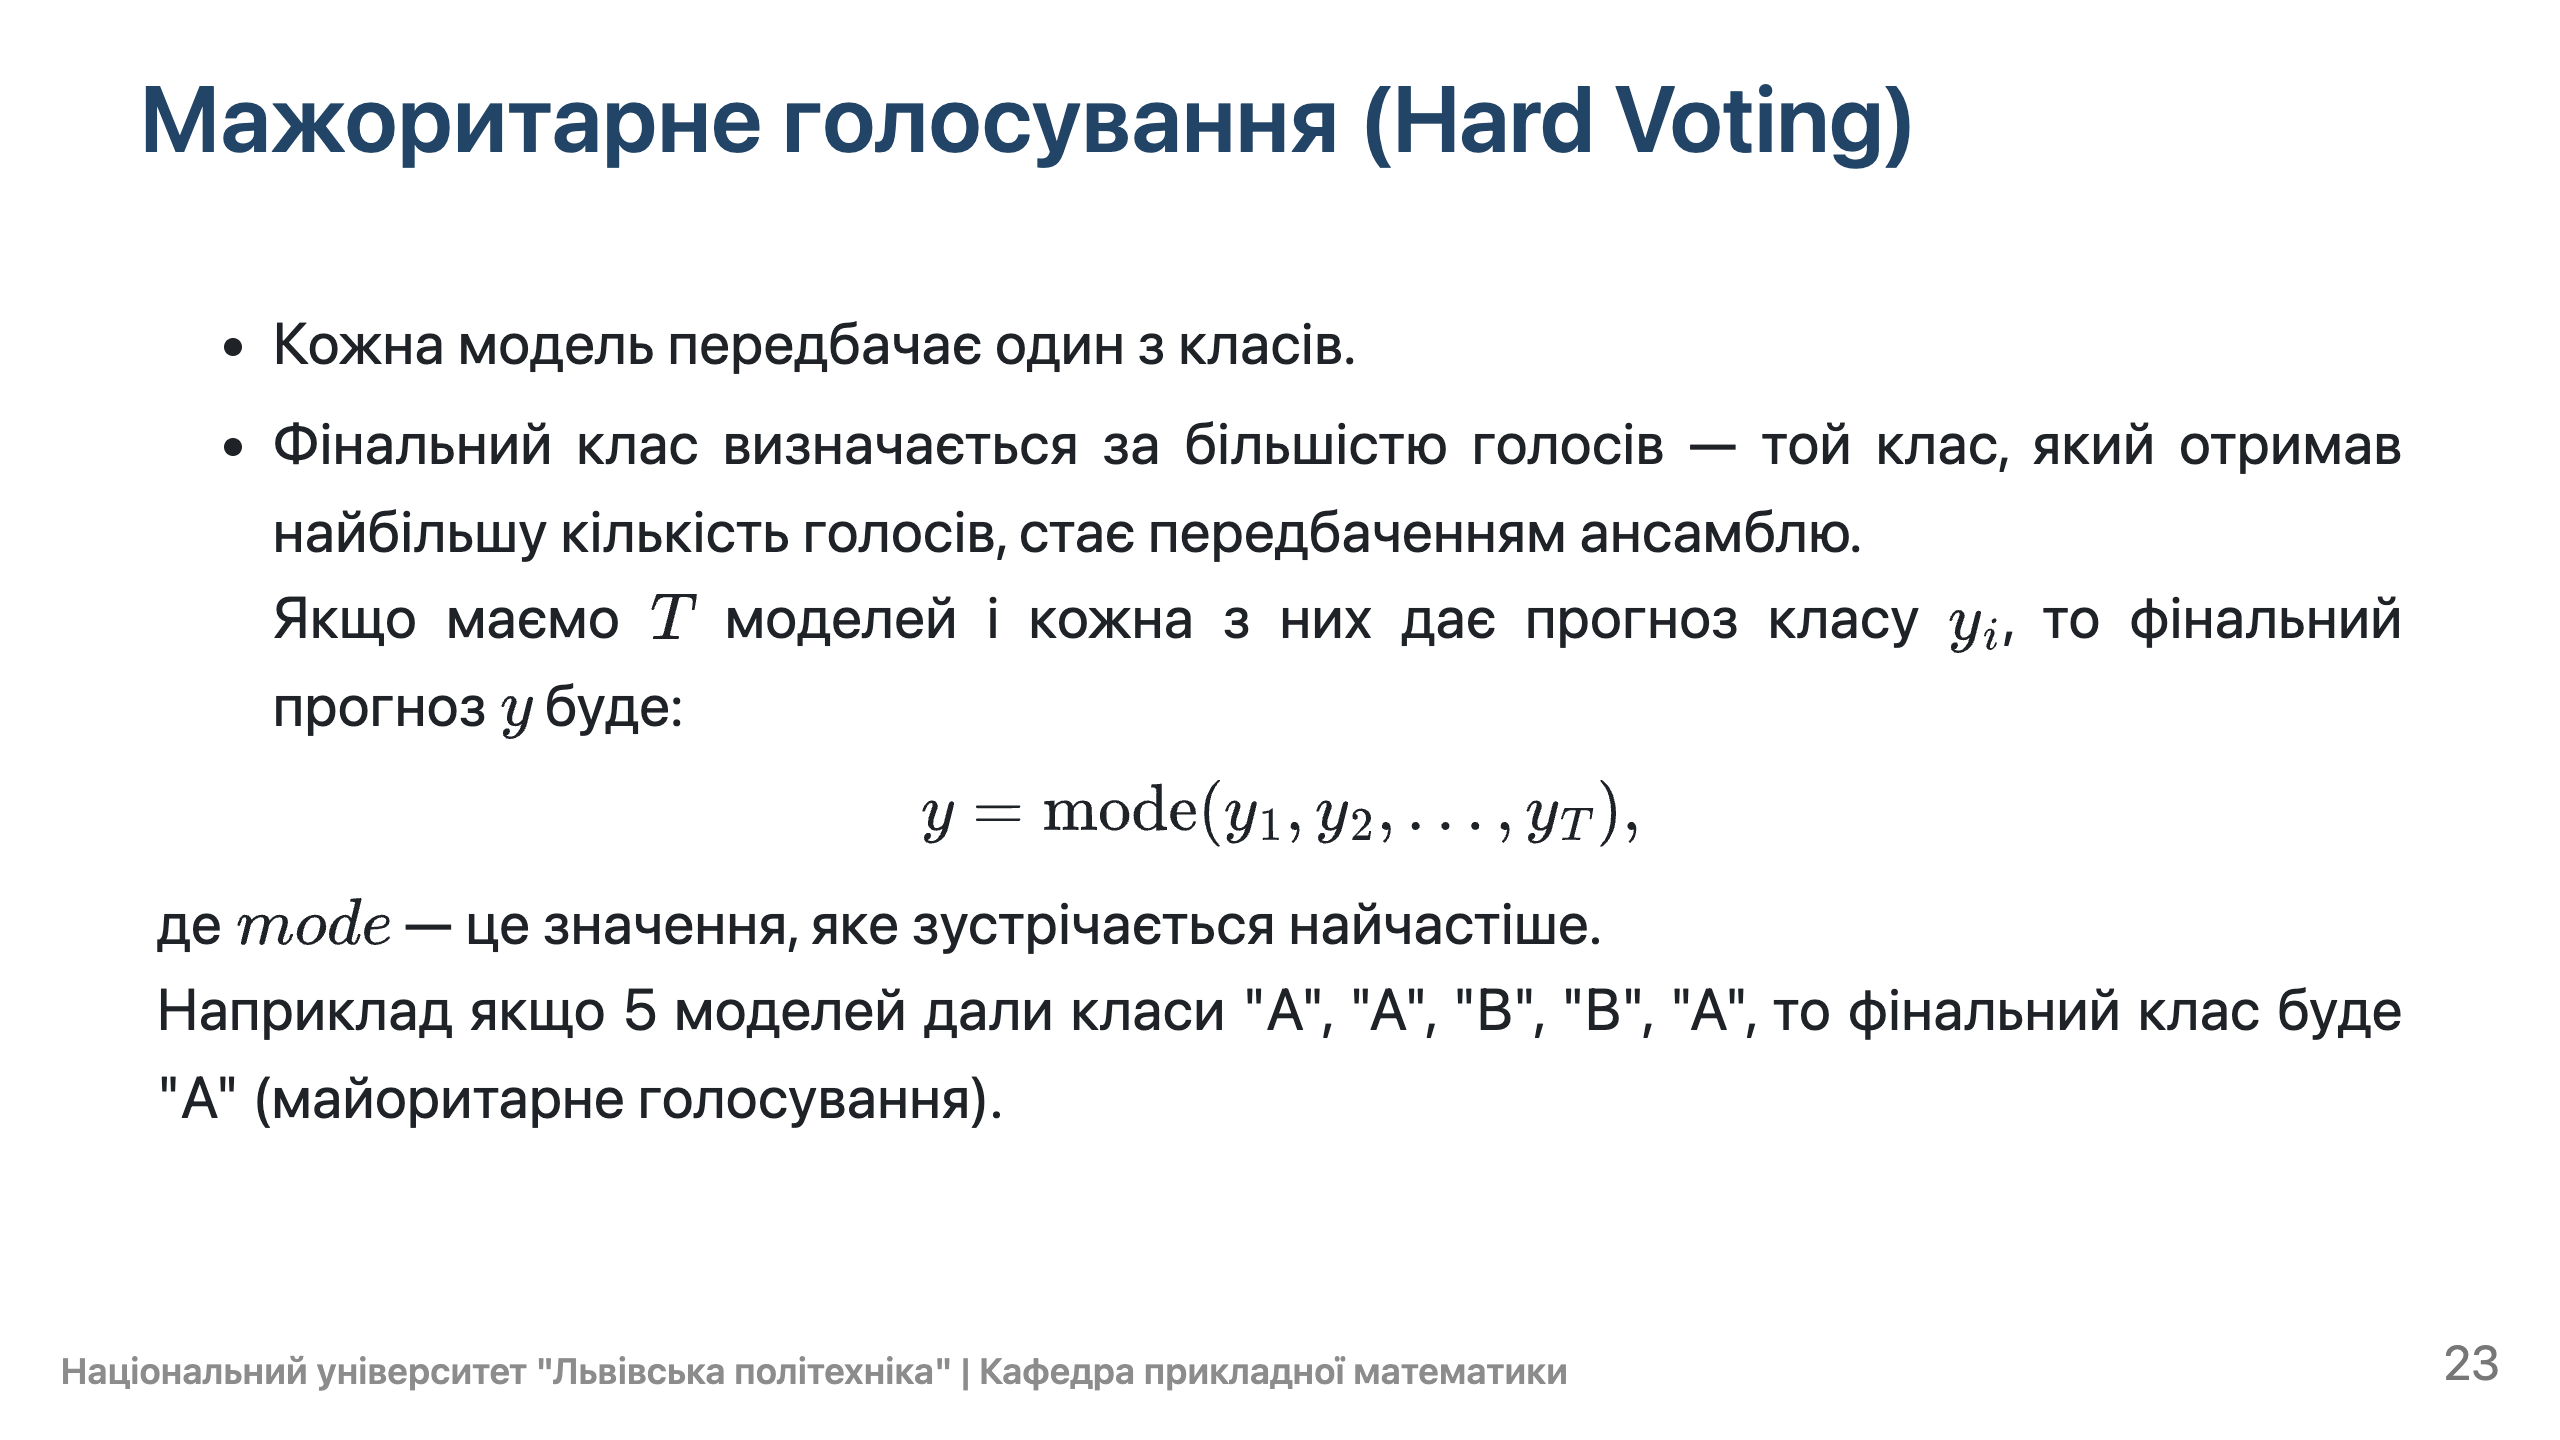 Мажоритарне голосування (Hard Voting)
• Кожна модель передбачає один з класів.
• Фінальний клас визначається за більшістю голосів — той клас, який отримав
найбільшу кількість голосів, стає передбаченням ансамблю.
Якщо маємо T моделей і кожна з них дає прогноз класу y_i, то фінальний
прогноз y буде:
y = mode(y_1, y_2, . . . , y_T),
де mode — це значення, яке зустрічається найчастіше.
Наприклад якщо 5 моделей дали класи "A", "A", "B", "B", "A", то фінальний клас буде
"A" (майоритарне голосування).
Національний університет "Львівська політехніка" | Кафедра прикладної математики
23